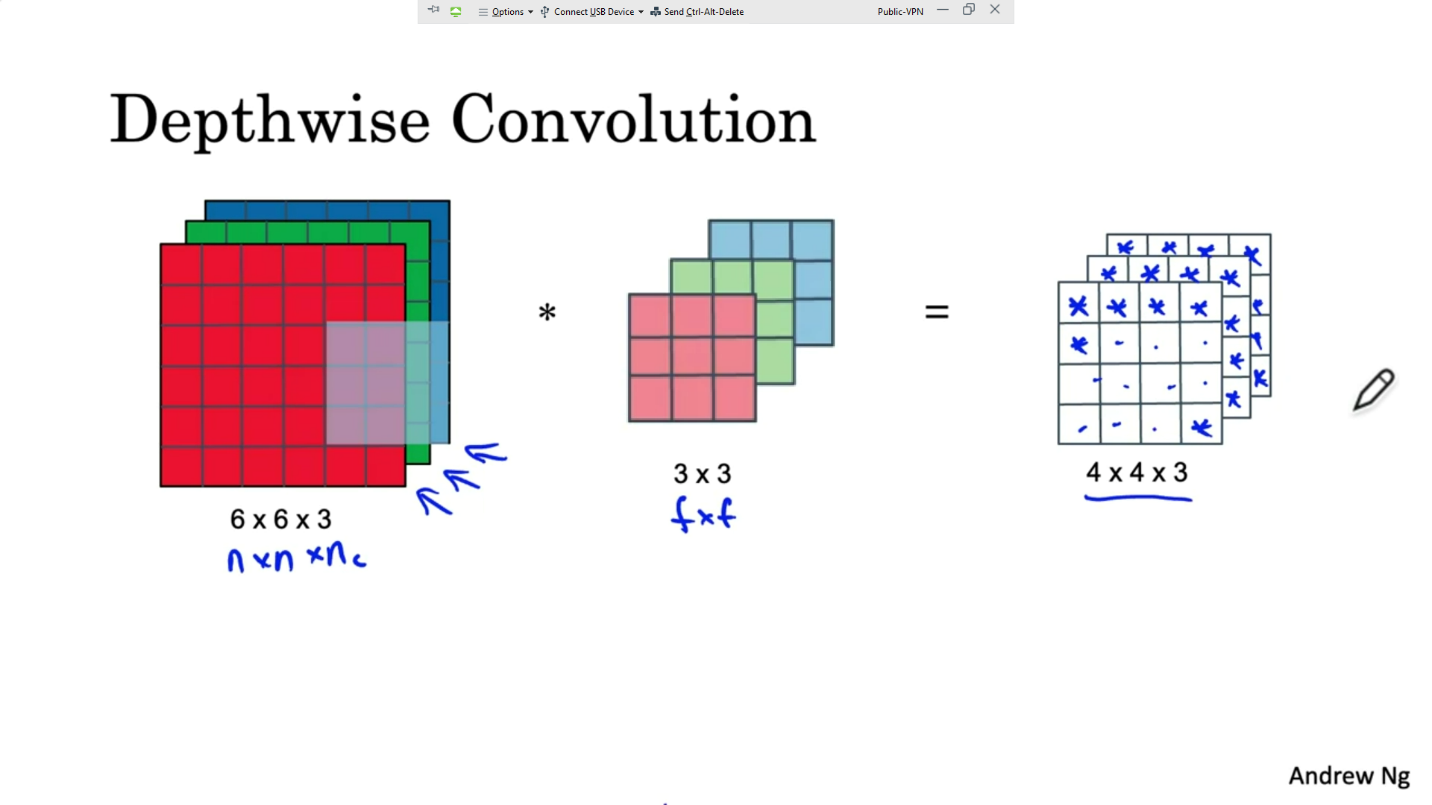 Options Connect USB Device Send Ctrl-Alt-Delete Public-VPN
Depthwise Convolution
* =
6 x 6 x 3
n x n x nc
3 x 3
f x f
4 x 4 x 3
Andrew Ng